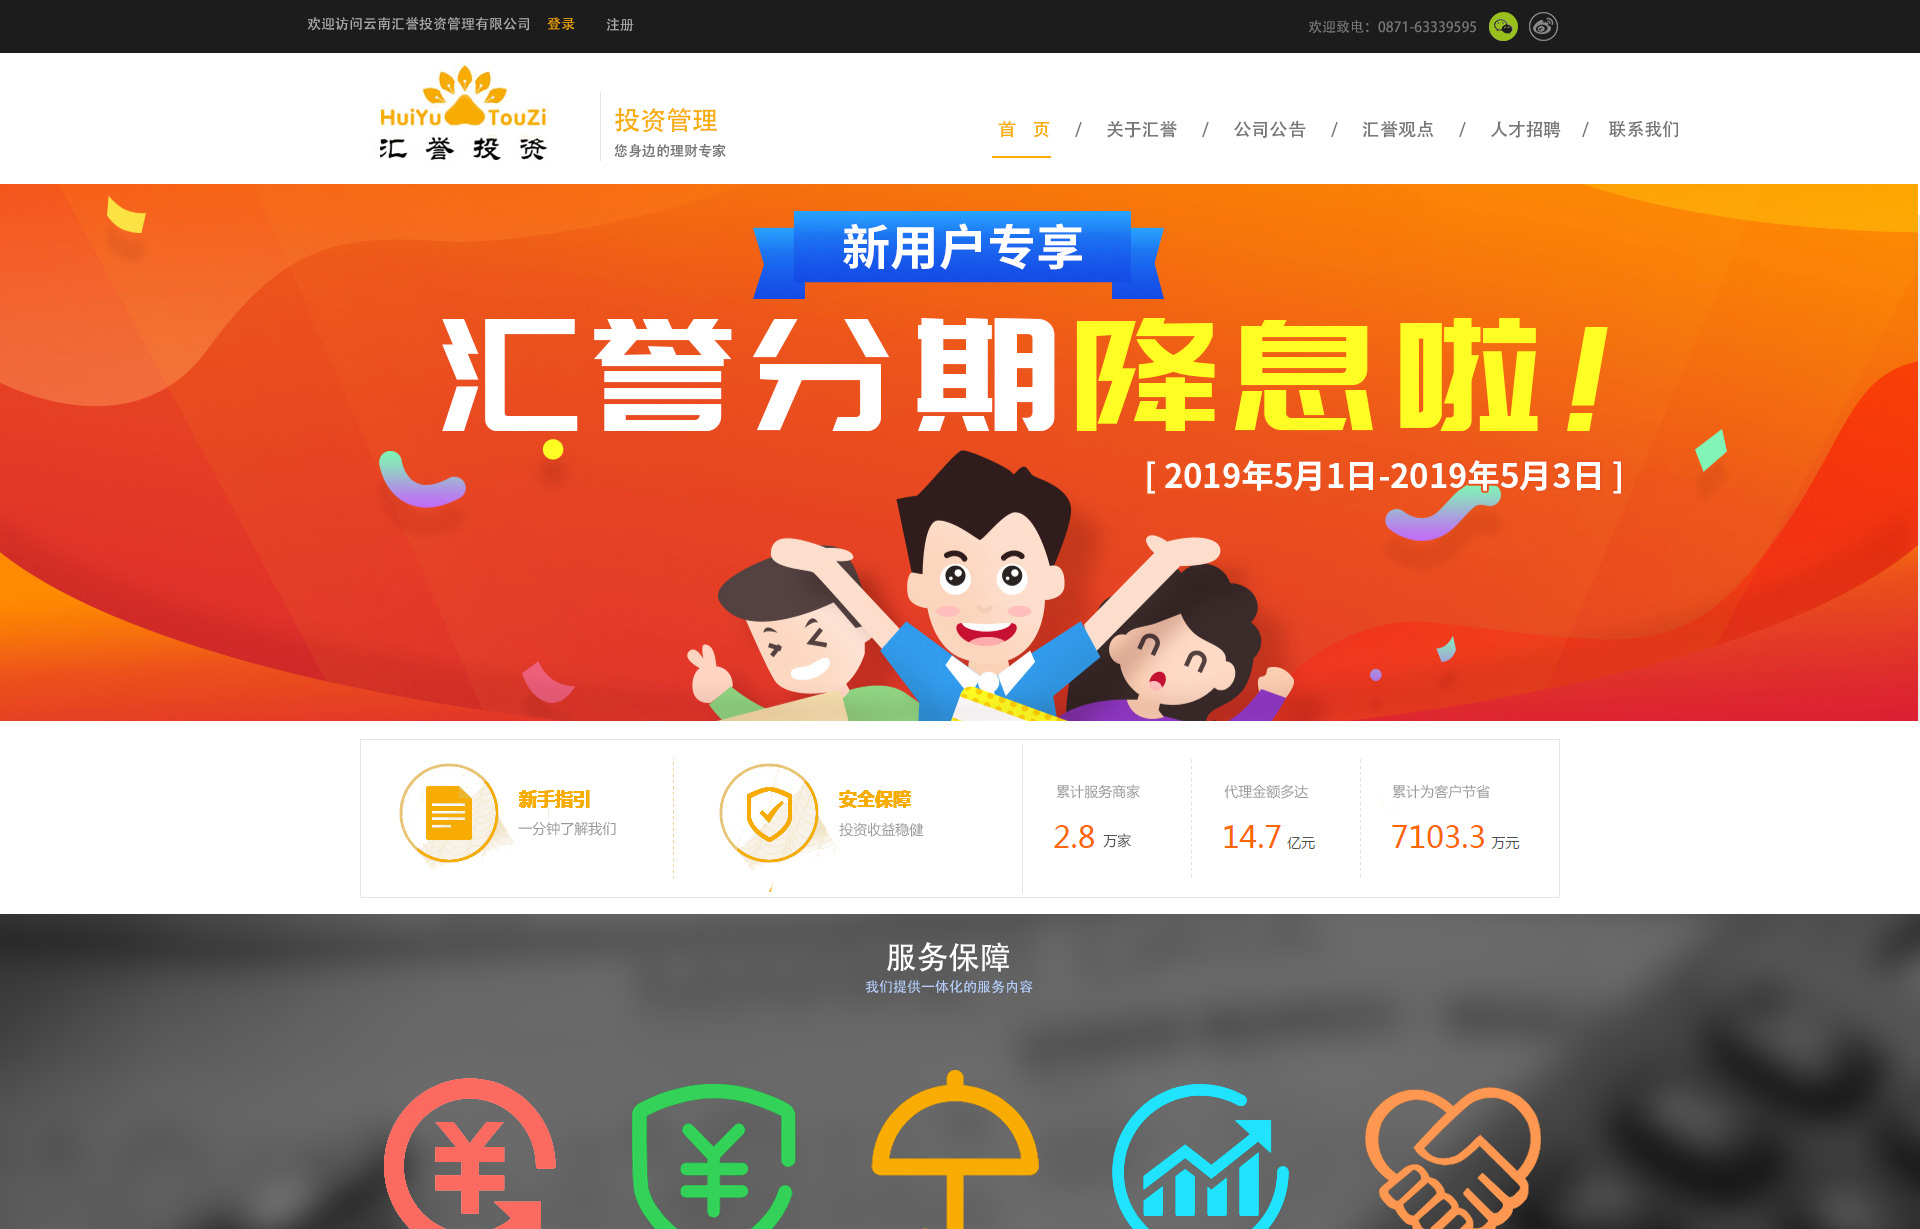 欢迎访问云南汇誉投资管理有限公司 登录 注册
欢迎致电：0871-63339595
HuiYu TouZi
汇誉投资
投资管理
您身边的理财专家
首 页 / 关于汇誉 / 公司公告 / 汇誉观点 / 人才招聘 / 联系我们
新用户专享
汇誉分期降息啦！
[ 2019年5月1日-2019年5月3日 ]
新手指引
一分钟了解我们
安全保障
投资收益稳健
累计服务商家
2.8 万家
代理金额多达
14.7 亿元
累计为客户节省
7103.3 万元
服务保障
我们提供一体化的服务内容